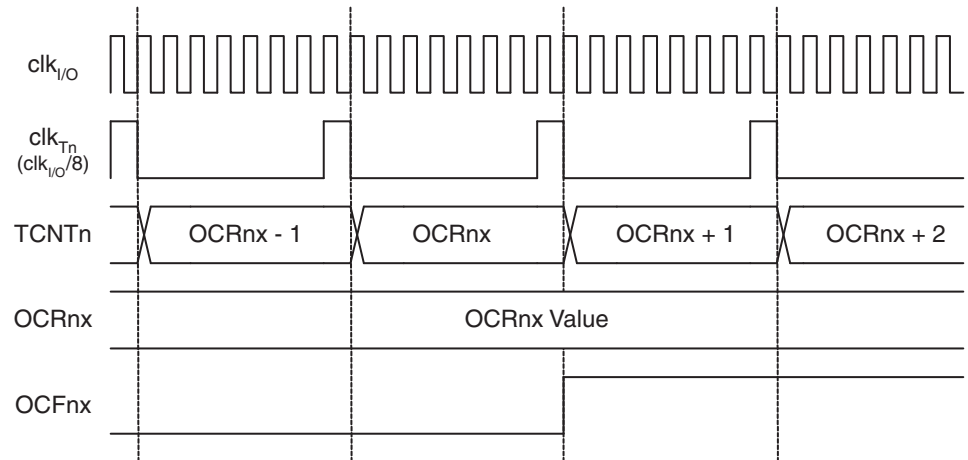 clkI/O
clkTn
(clkI/O/8)
TCNTn
OCRnx - 1
OCRnx
OCRnx + 1
OCRnx + 2
OCRnx
OCRnx Value
OCFnx